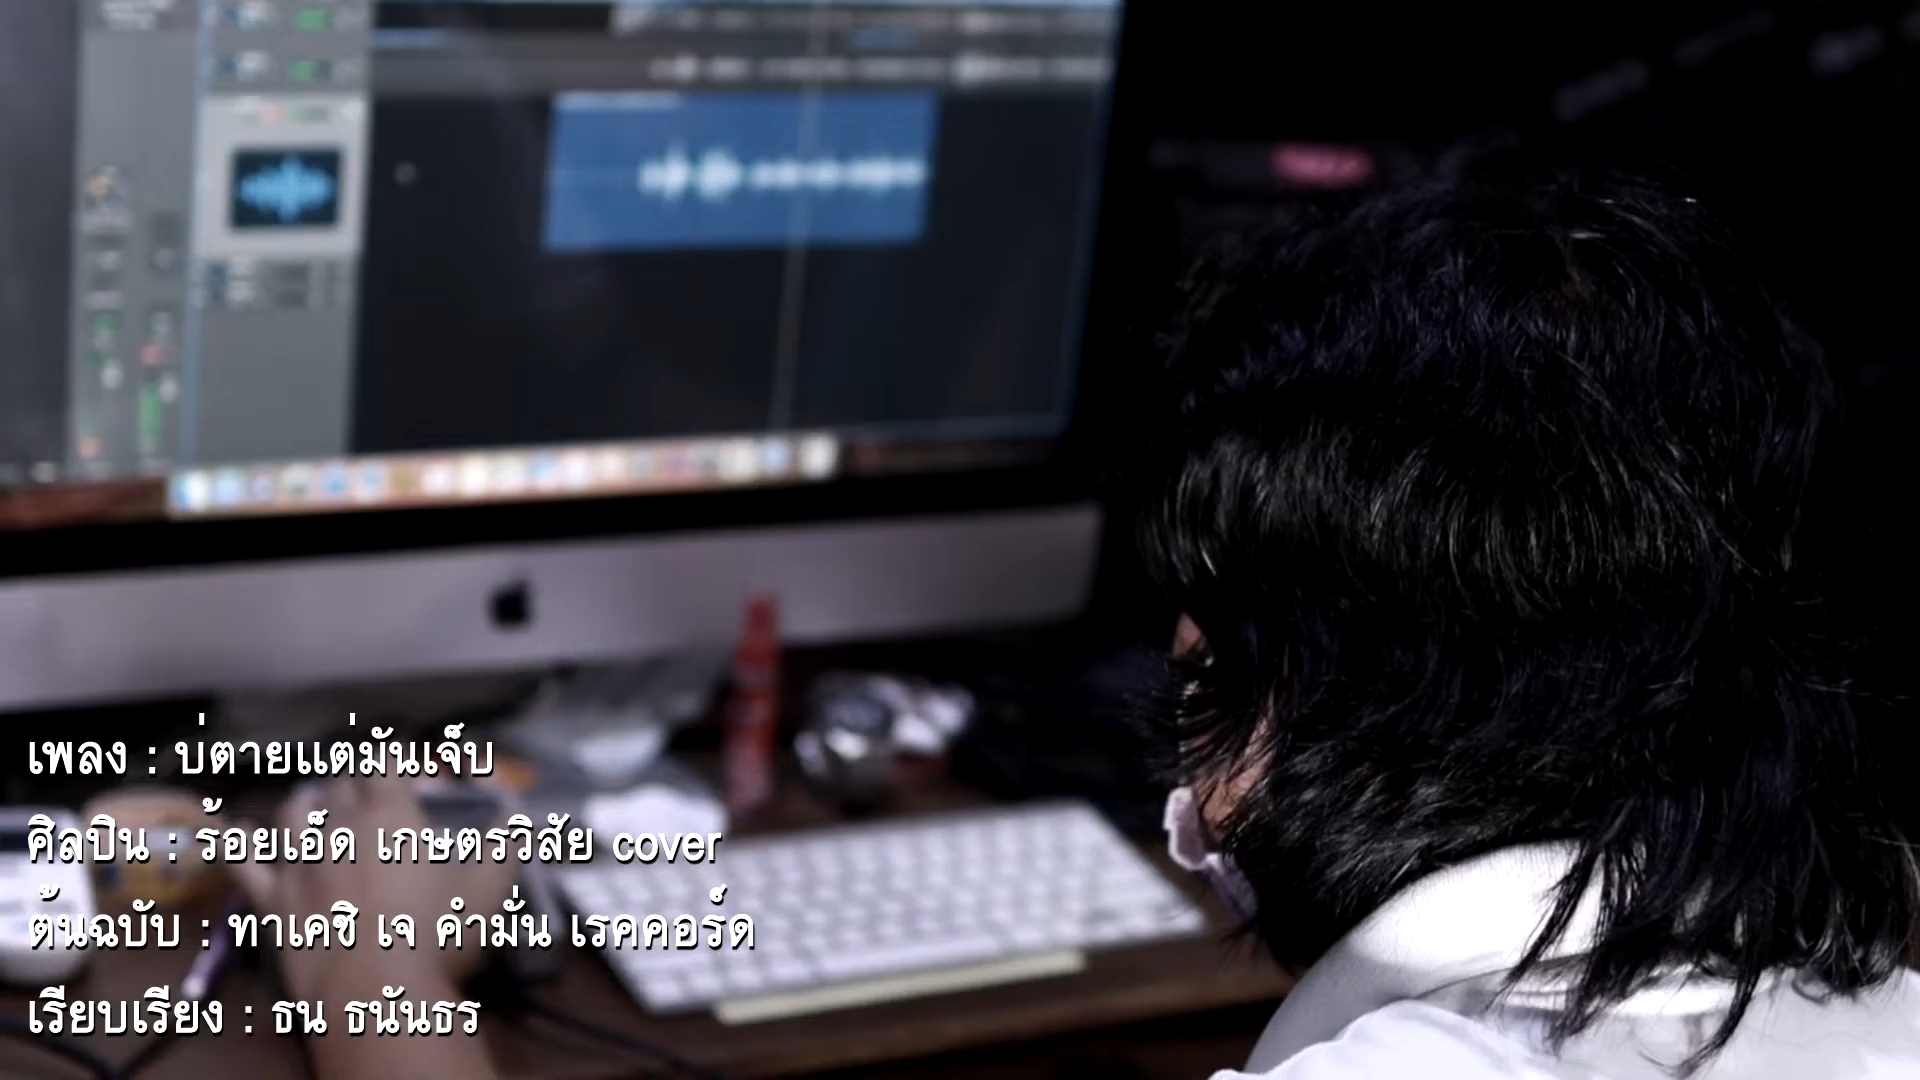 เพลง : บ่ตายแต่มันเจ็บ
ศิลปิน : ร้อยเอ็ด เกษตรวิสัย cover
ต้นฉบับ : ทาเคชิ เจ คำมั่น เรคคอร์ด
เรียบเรียง : ธน ธนันธร